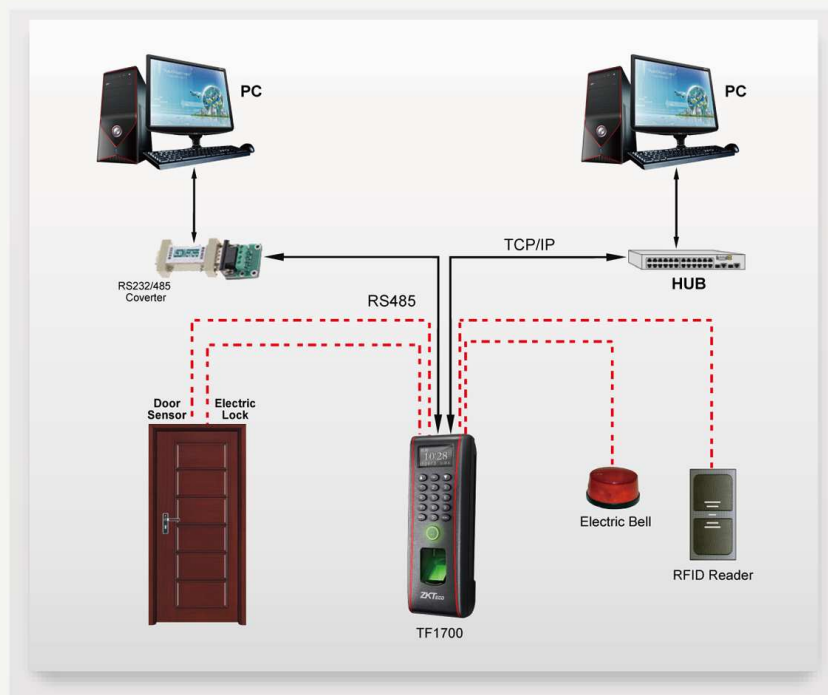 PC
PC
TCP/IP
RS232/485
Coverter
HUB
RS485
Door
Sensor
Electric
Lock
10:28
Electric Bell
RFID Reader
ZKTeco
TF1700